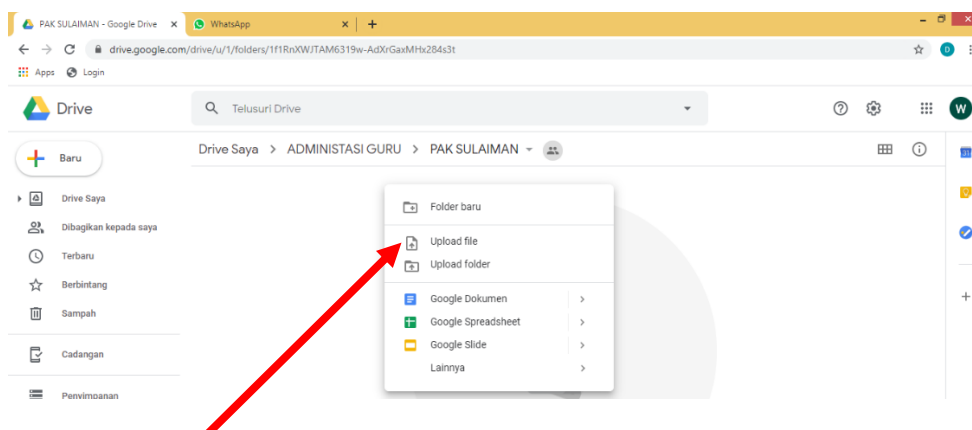 PAK SULAIMAN - Google Drive
WhatsApp
drive.google.com/drive/u/1/folders/1f1RnXWJTAM6319w-AdXrGaxMHx284s3t
D
Apps Login
Drive
Telusuri Drive
W
Baru
Drive Saya > ADMINISTASI GURU > PAK SULAIMAN
31
Drive Saya
Dibagikan kepada saya
Terbaru
Berbintang
Sampah
Cadangan
Penyimpanan
Folder baru
Upload file
Upload folder
Google Dokumen
Google Spreadsheet
Google Slide
Lainnya